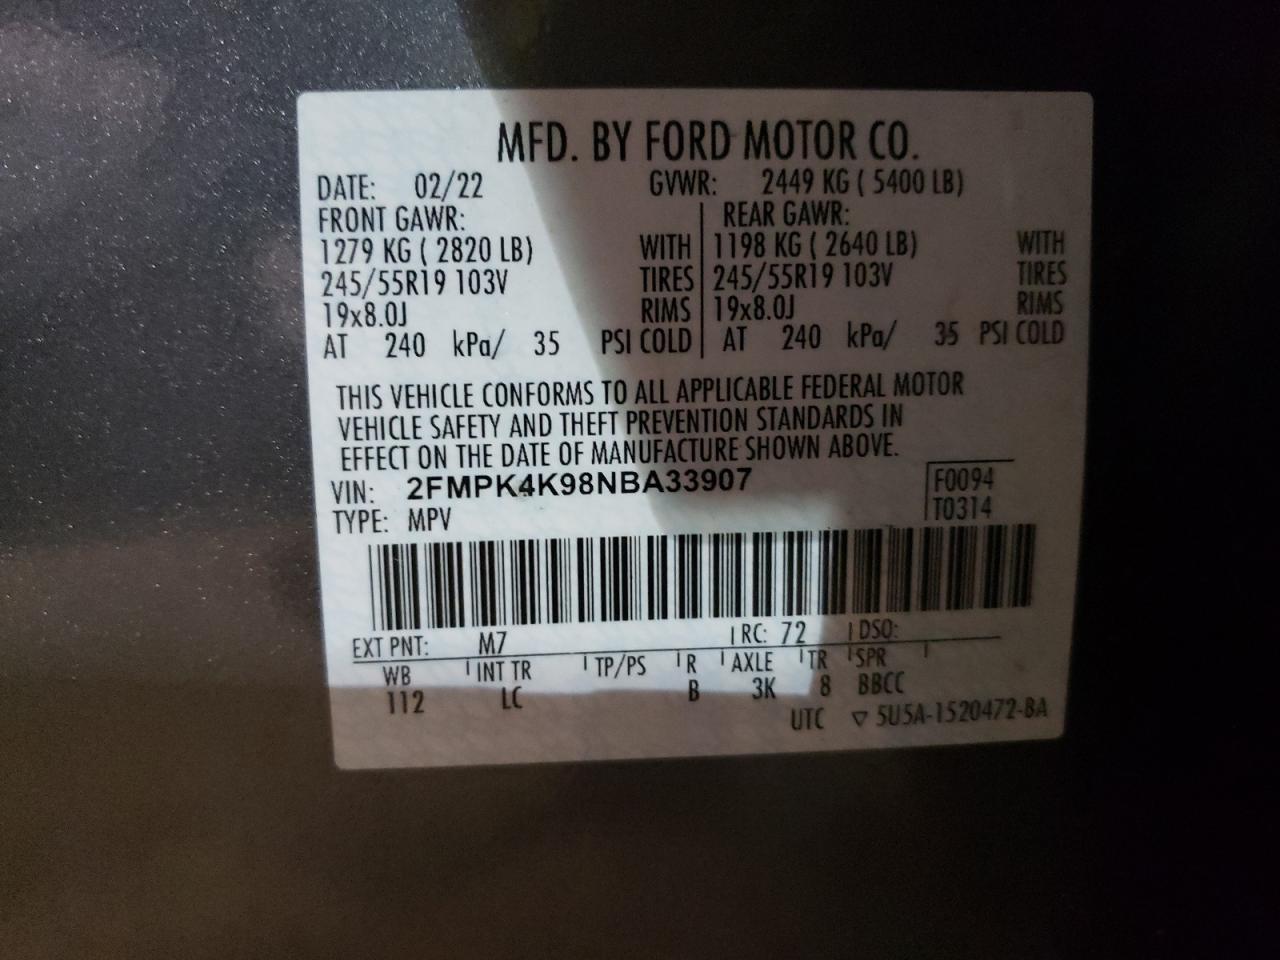 MFD. BY FORD MOTOR CO.
DATE: 02/22 GVWR: 2449 KG ( 5400 LB)
FRONT GAWR: REAR GAWR:
1279 KG ( 2820 LB) WITH 1198 KG ( 2640 LB) WITH
245/55R19 103V TIRES 245/55R19 103V TIRES
19x8.0J RIMS 19x8.0J RIMS
AT 240 kPa/ 35 PSI COLD AT 240 kPa/ 35 PSI COLD
THIS VEHICLE CONFORMS TO ALL APPLICABLE FEDERAL MOTOR
VEHICLE SAFETY AND THEFT PREVENTION STANDARDS IN
EFFECT ON THE DATE OF MANUFACTURE SHOWN ABOVE.
VIN: 2FMPK4K98NBA33907 F0094
TYPE: MPV T0314
EXT PNT: M7 RC: 72 DSO:
WB INT TR TP/PS R AXLE TR SPR
112 LC B 3K 8 BBCC
UTC ▽ 5U5A-1520472-BA